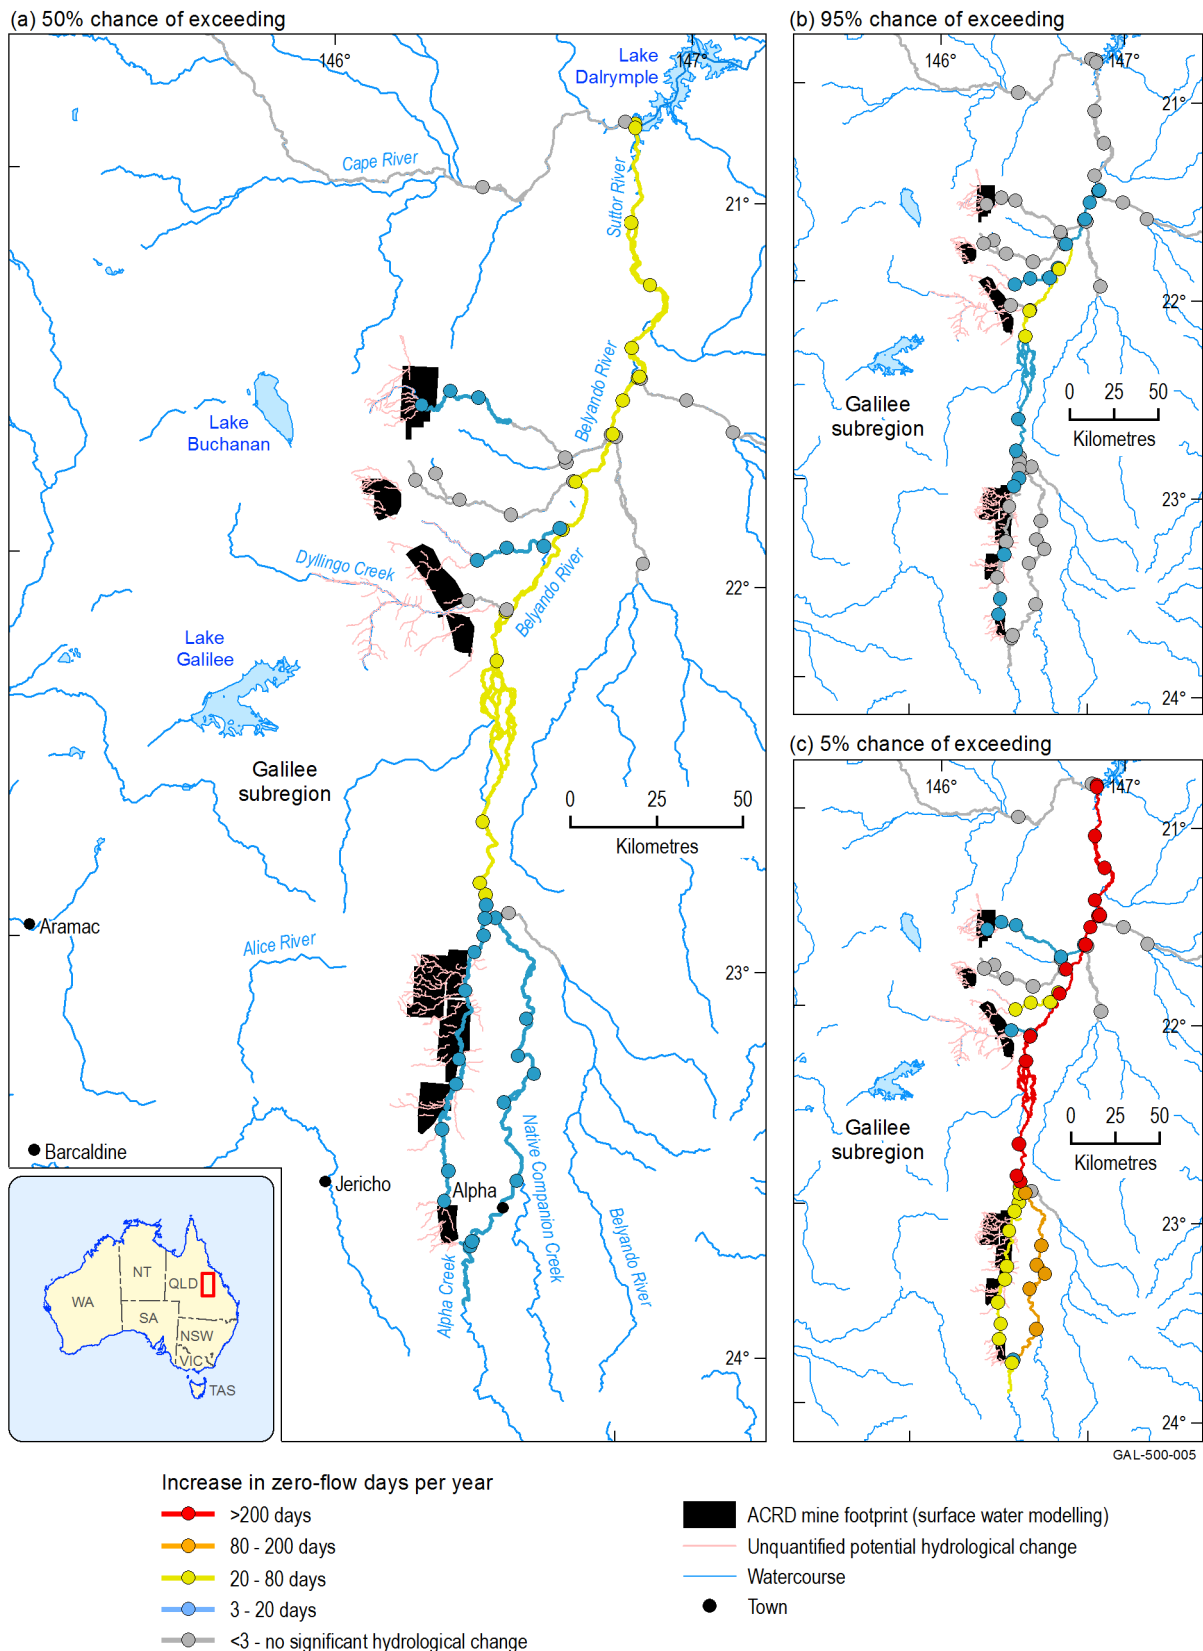 (a) 50% chance of exceeding
146°
147°
Lake
Dalrymple
Cape River
Suttor River
21°
Belyando River
Lake
Buchanan
Dyllingo Creek
Belyando River
22°
Lake
Galilee
Galilee
subregion
0 25 50
Kilometres
Aramac
Alice River
23°
Barcaldine
Jericho
Alpha
Native Companion Creek
Belyando River
Alpha Creek
24°
WA
NT
QLD
SA
NSW
VIC
TAS
(b) 95% chance of exceeding
146°
147°
21°
22°
0 25 50
Kilometres
Galilee
subregion
23°
24°
(c) 5% chance of exceeding
146°
147°
21°
22°
0 25 50
Kilometres
Galilee
subregion
23°
24°
GAL-500-005
Increase in zero-flow days per year
>200 days
80 - 200 days
20 - 80 days
3 - 20 days
<3 - no significant hydrological change
ACRD mine footprint (surface water modelling)
Unquantified potential hydrological change
Watercourse
Town